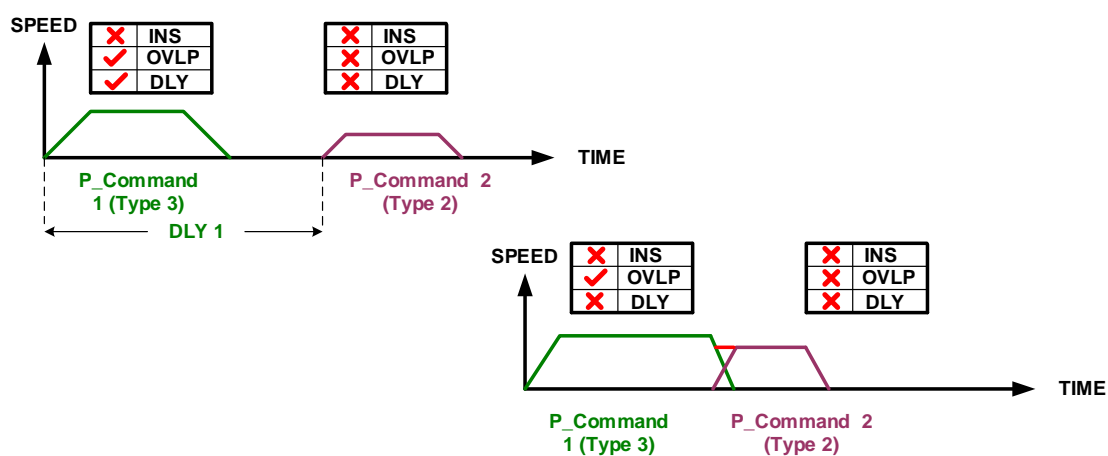 SPEED
INS
OVLP
DLY
INS
OVLP
DLY
TIME
P_Command
1 (Type 3)
P_Command 2
(Type 2)
DLY 1
SPEED
INS
OVLP
DLY
INS
OVLP
DLY
TIME
P_Command
1 (Type 3)
P_Command 2
(Type 2)